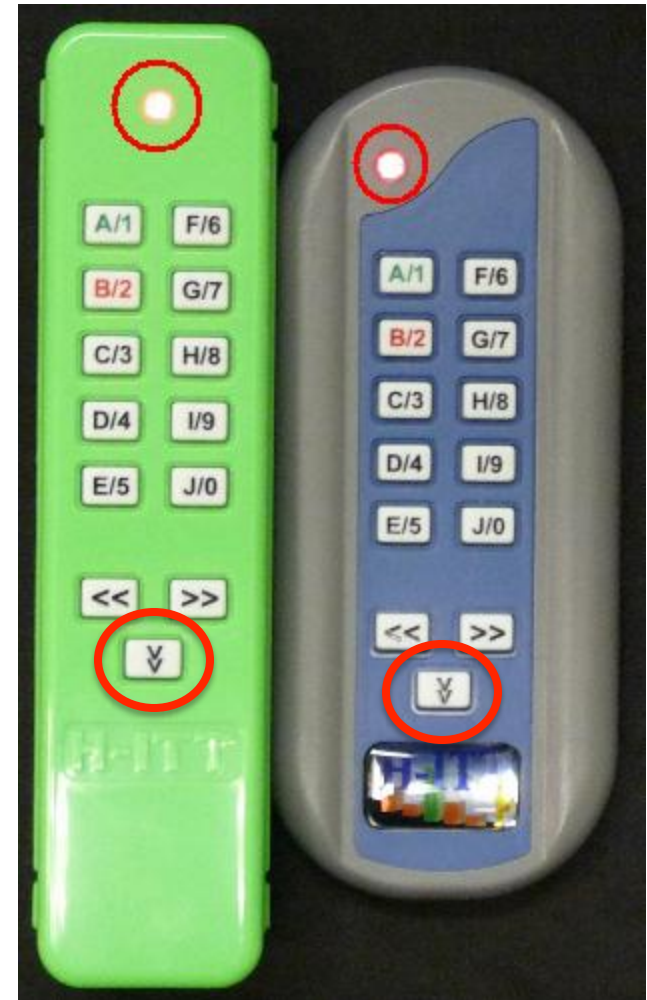 A/1 F/6
B/2 G/7
C/3 H/8
D/4 I/9
E/5 J/0
<< >>
H-ITT
A/1 F/6
B/2 G/7
C/3 H/8
D/4 I/9
E/5 J/0
<< >>
H-ITT